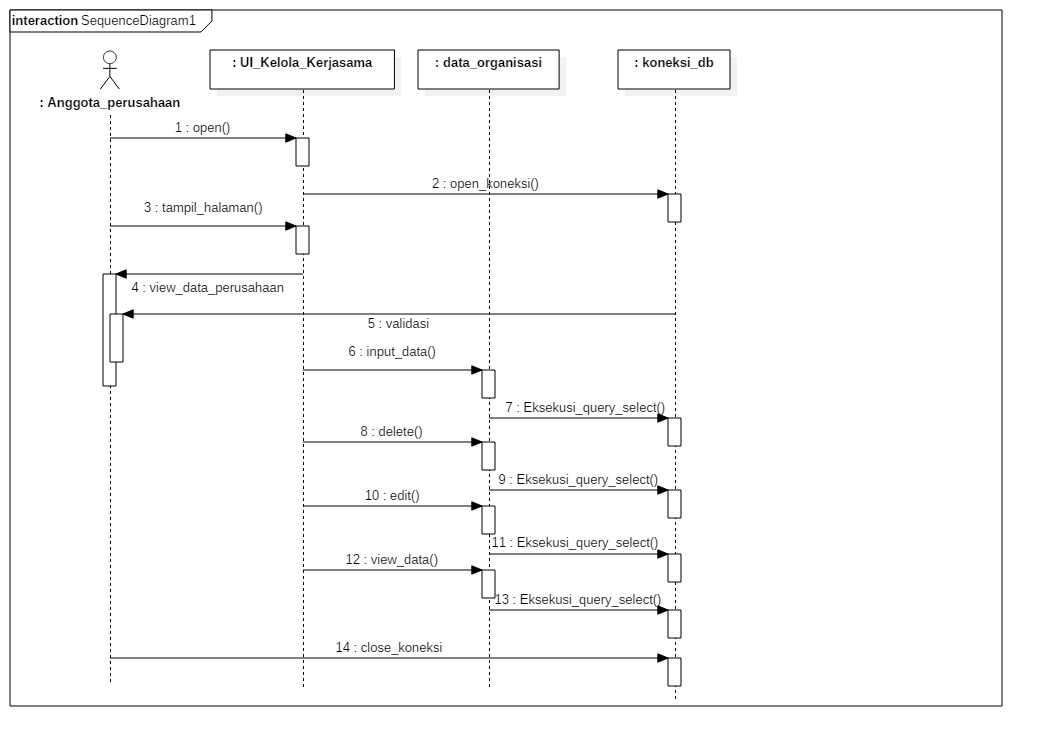 interaction SequenceDiagram1
: UI_Kelola_Kerjasama
: data_organisasi
: koneksi_db
: Anggota_perusahaan
1 : open()
2 : open_koneksi()
3 : tampil_halaman()
4 : view_data_perusahaan
5 : validasi
6 : input_data()
7 : Eksekusi_query_select()
8 : delete()
9 : Eksekusi_query_select()
10 : edit()
11 : Eksekusi_query_select()
12 : view_data()
13 : Eksekusi_query_select()
14 : close_koneksi